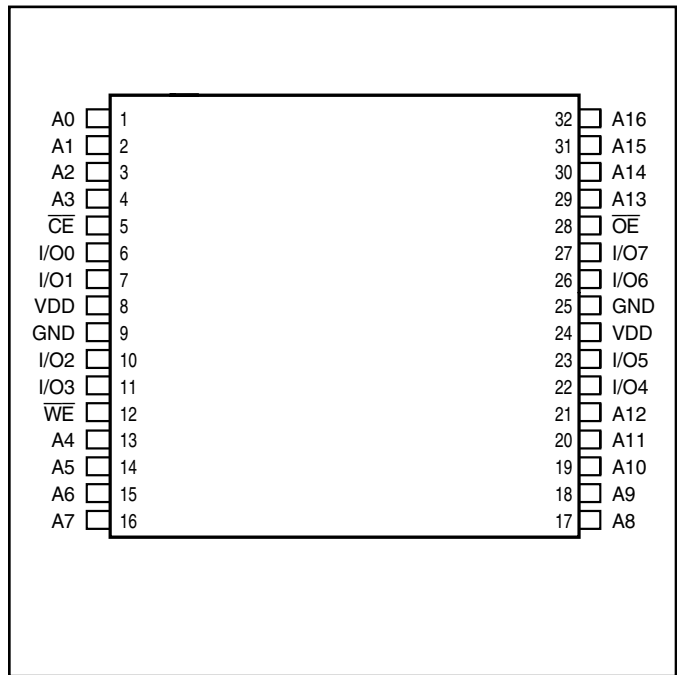 A0 1 32 A16
A1 2 31 A15
A2 3 30 A14
A3 4 29 A13
C̅E̅ 5 28 O̅E̅
I/O0 6 27 I/O7
I/O1 7 26 I/O6
VDD 8 25 GND
GND 9 24 VDD
I/O2 10 23 I/O5
I/O3 11 22 I/O4
W̅E̅ 12 21 A12
A4 13 20 A11
A5 14 19 A10
A6 15 18 A9
A7 16 17 A8